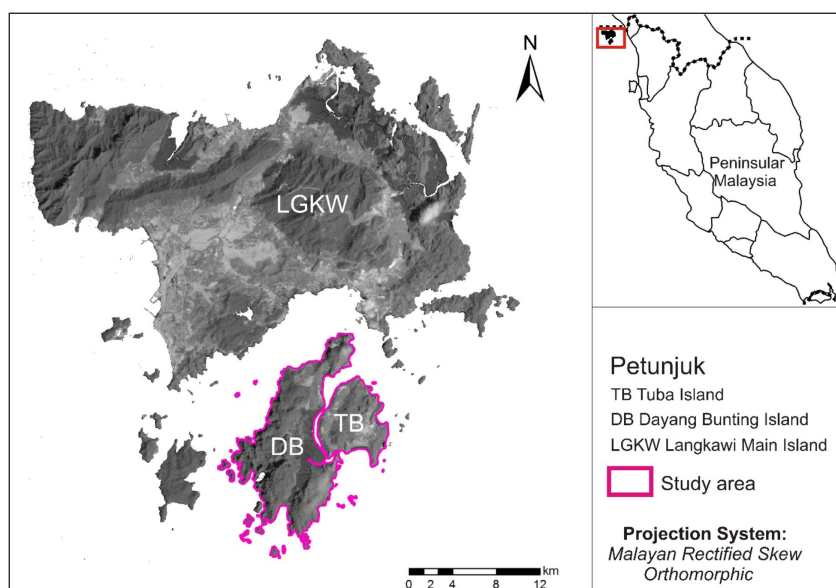 N
LGKW
TB
DB
km
0 2 4 8 12
Peninsular
Malaysia
Petunjuk
TB Tuba Island
DB Dayang Bunting Island
LGKW Langkawi Main Island
Study area
Projection System:
Malayan Rectified Skew
Orthomorphic